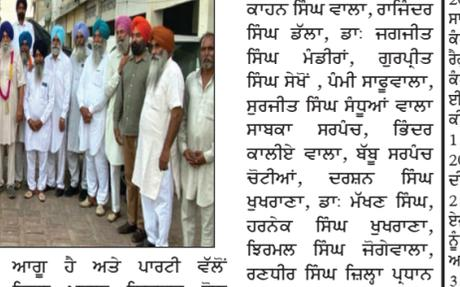 ਆਗੂ ਹੈ ਅਤੇ ਪਾਰਟੀ ਵੱਲੋਂ
ਕਾਹਨ ਸਿੰਘ ਵਾਲਾ, ਰਾਜਿੰਦਰ
ਸਿੰਘ ਡੱਲਾ, ਡਾਃ ਜਗਜੀਤ
ਸਿੰਘ ਮੰਡੀਰਾਂ, ਗੁਰਪ੍ਰੀਤ
ਸਿੰਘ ਸੇਖੋਂ , ਪੰਮੀ ਸਾਫੂਵਾਲਾ,
ਸੁਰਜੀਤ ਸਿੰਘ ਸੰਧੂਆਂ ਵਾਲਾ
ਸਾਬਕਾ ਸਰਪੰਚ, ਭਿੰਦਰ
ਕਾਲੀਏ ਵਾਲਾ, ਬੱਬੂ ਸਰਪੰਚ
ਚੋਟੀਆਂ, ਦਰਸ਼ਨ ਸਿੰਘ
ਖੁਖਰਾਣਾ, ਡਾਃ ਮੱਖਣ ਸਿੰਘ,
ਹਰਨੇਕ ਸਿੰਘ ਖੁਖਰਾਣਾ,
ਝਿਰਮਲ ਸਿੰਘ ਜੋਗੇਵਾਲਾ,
ਰਣਧੀਰ ਸਿੰਘ ਜ਼ਿਲ੍ਹਾ ਪ੍ਰਧਾਨ